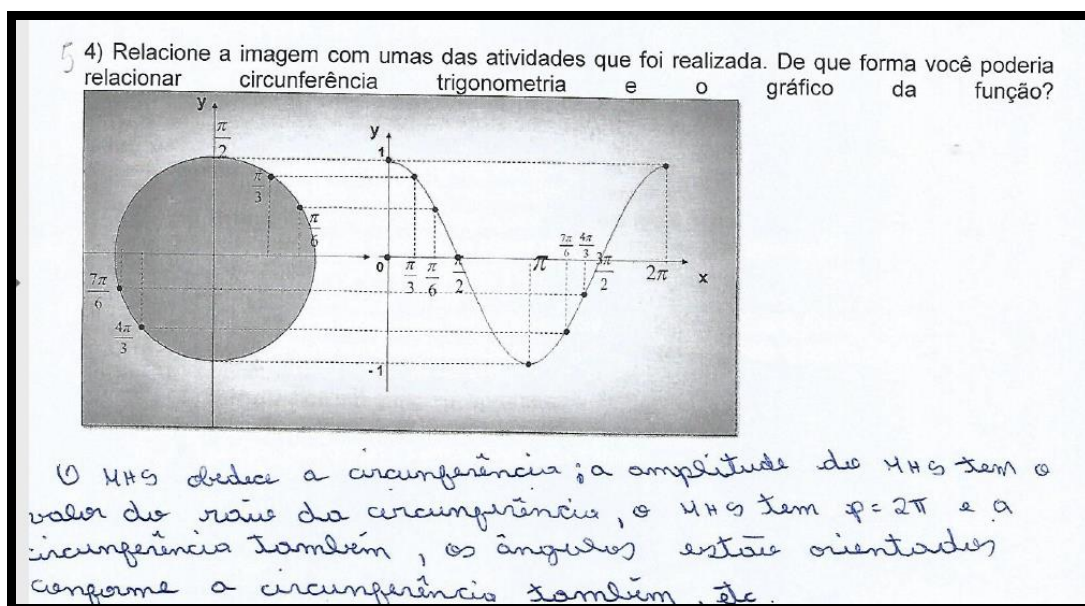 5 4) Relacione a imagem com umas das atividades que foi realizada. De que forma você poderia
relacionar circunferência trigonometria e o gráfico da função?
y
π/2
π/3
π/6
7π/6
4π/3
y
1
0
π/3 π/6 π/2 π 7π/6 4π/3 3π/2 2π x
-1
O MHS obedece a circunferência; a amplitude do MHS tem o
valor do raio da circunferência, o MHS tem p = 2π e a
circunferência também, os ângulos estão orientados
conforme a circunferência também, etc.